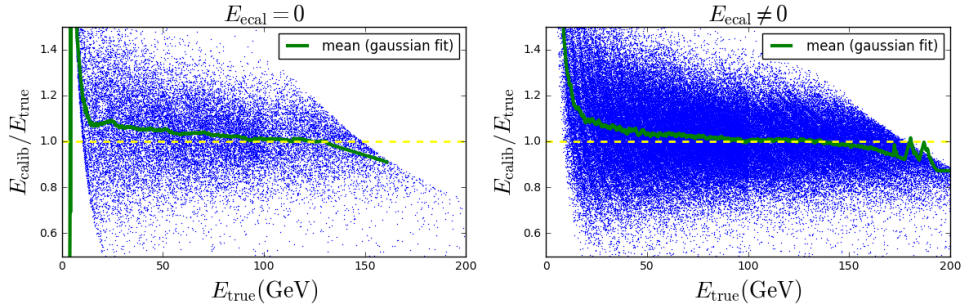 E_ecal = 0
mean (gaussian fit)
E_calib/E_true
1.4
1.2
1.0
0.8
0.6
0 50 100 150 200
E_true(GeV)
E_ecal ≠ 0
mean (gaussian fit)
E_calib/E_true
1.4
1.2
1.0
0.8
0.6
0 50 100 150 200
E_true(GeV)